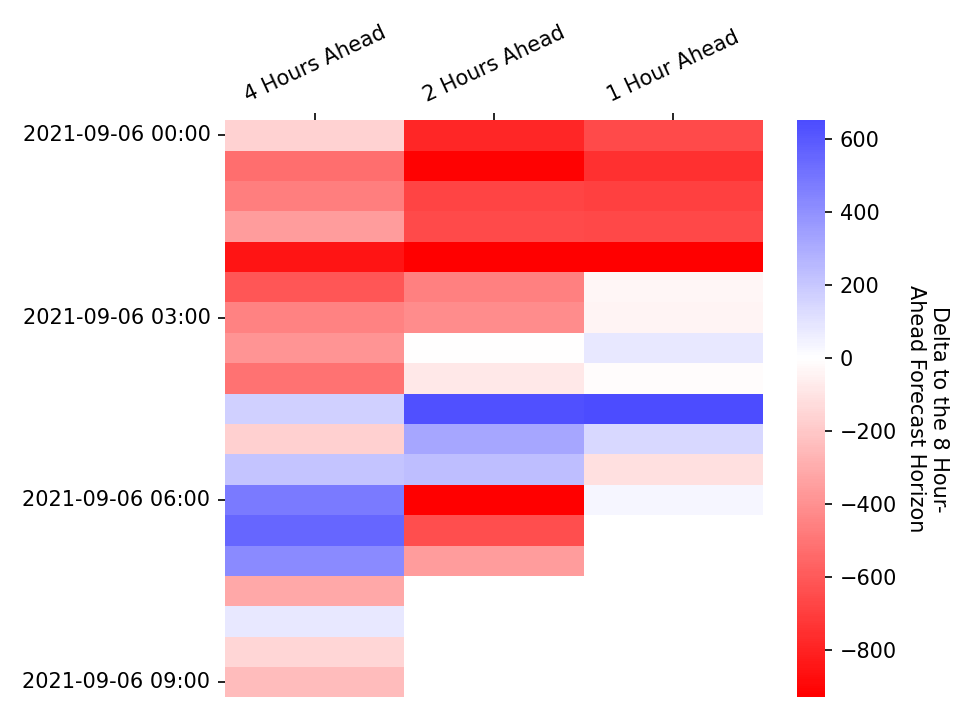 4 Hours Ahead
2 Hours Ahead
1 Hour Ahead
2021-09-06 00:00
2021-09-06 03:00
2021-09-06 06:00
2021-09-06 09:00
600
400
200
0
−200
−400
−600
−800
Delta to the 8 Hour-
Ahead Forecast Horizon